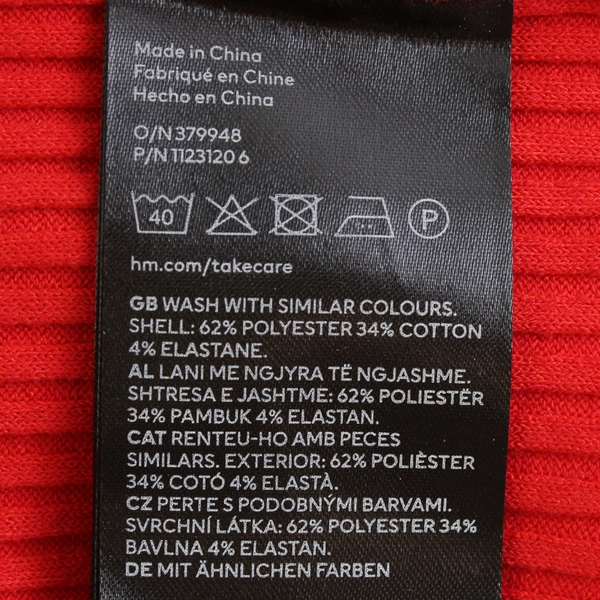 Made in China
Fabriqué en Chine
Hecho en China
O/N 379948
P/N 1123120 6
40 P
hm.com/takecare
GB WASH WITH SIMILAR COLOURS.
SHELL: 62% POLYESTER 34% COTTON
4% ELASTANE.
AL LANI ME NGJYRA TË NGJASHME.
SHTRESA E JASHTME: 62% POLIESTËR
34% PAMBUK 4% ELASTAN.
CAT RENTEU-HO AMB PECES
SIMILARS. EXTERIOR: 62% POLIÈSTER
34% COTÓ 4% ELASTÀ.
CZ PERTE S PODOBNÝMI BARVAMI.
SVRCHNÍ LÁTKA: 62% POLYESTER 34%
BAVLNA 4% ELASTAN.
DE MIT ÄHNLICHEN FARBEN